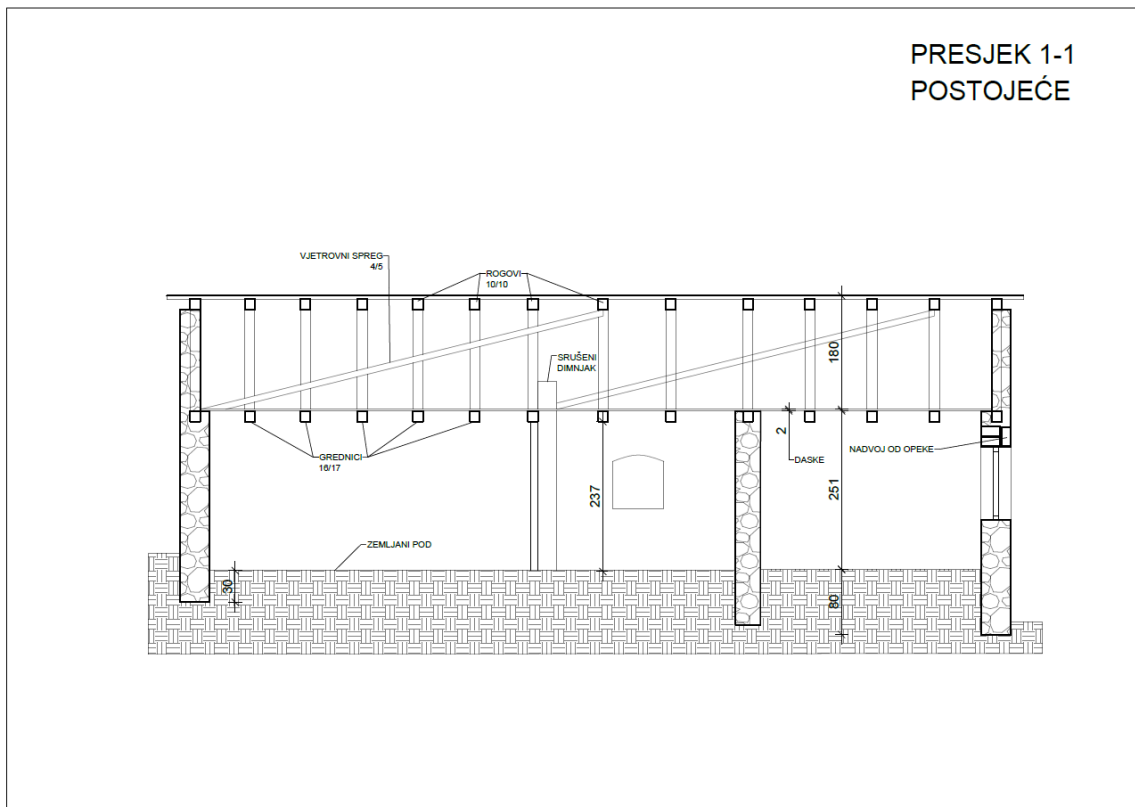 PRESJEK 1-1
POSTOJEĆE
VJETROVNI SPREG
4/5
ROGOVI
10/10
SRUŠENI
DIMNJAK
180
2
DASKE
NADVOJ OD OPEKE
GREDNICI
16/17
237
251
ZEMLJANI POD
30
80